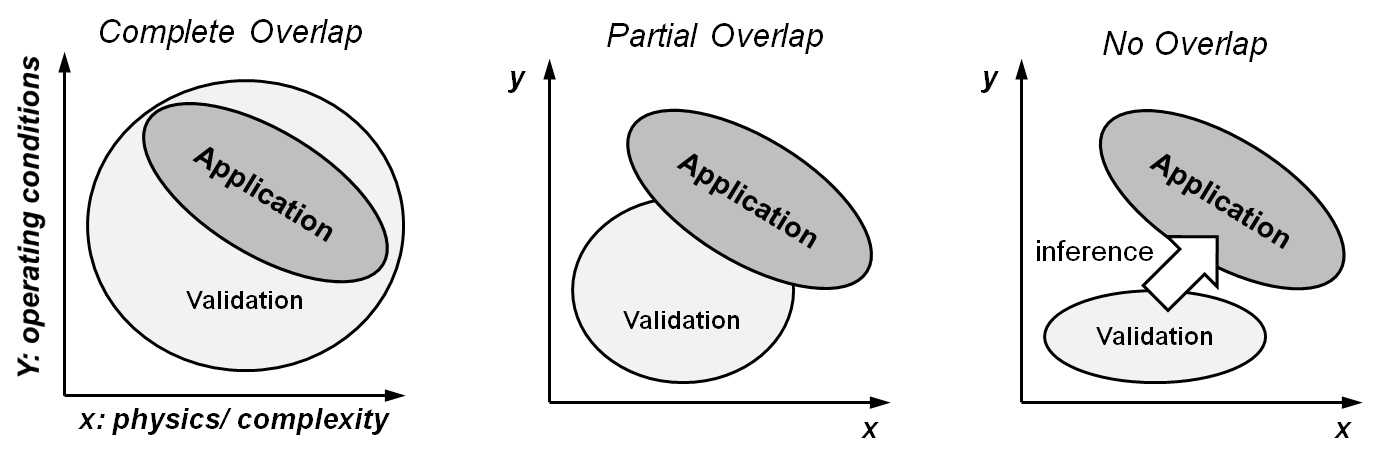 Complete Overlap
Y: operating conditions
Application
Validation
x: physics/ complexity
Partial Overlap
y
Application
Validation
x
No Overlap
y
Application
inference
Validation
x